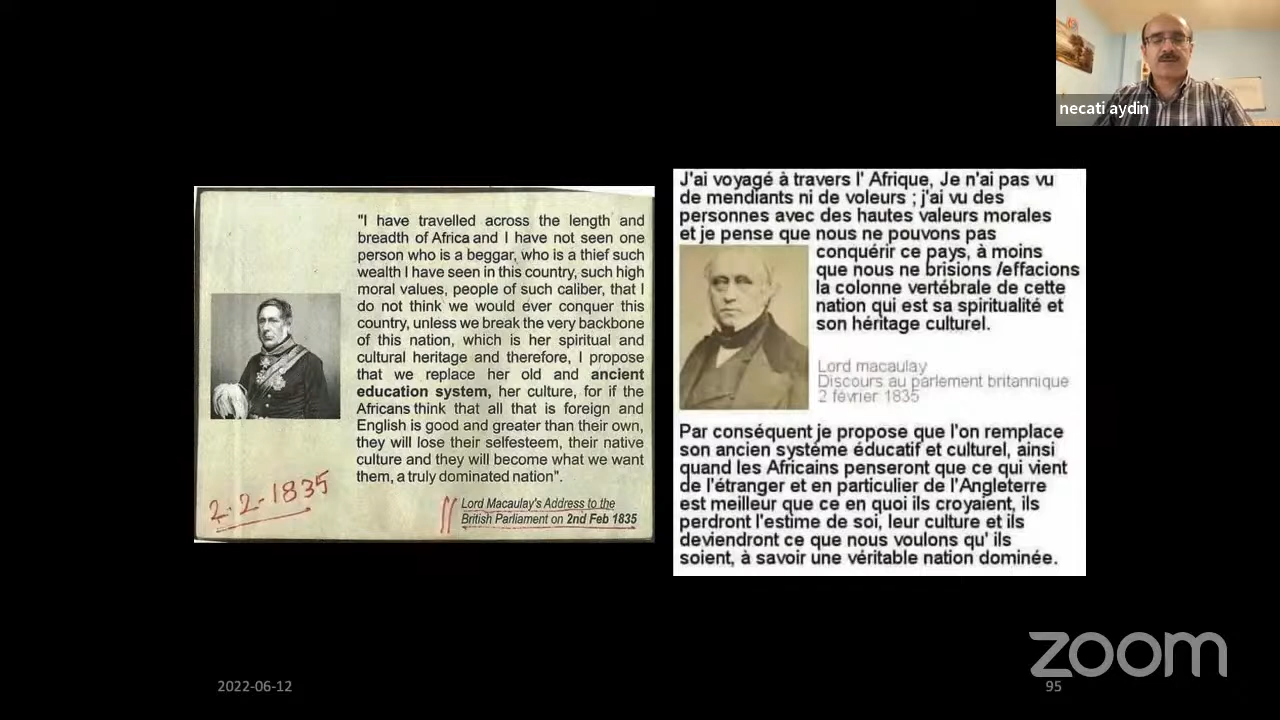 necati aydin
"I have travelled across the length and
breadth of Africa and I have not seen one
person who is a beggar, who is a thief such
wealth I have seen in this country, such high
moral values, people of such caliber, that I
do not think we would ever conquer this
country, unless we break the very backbone
of this nation, which is her spiritual and
cultural heritage and therefore, I propose
that we replace her old and ancient
education system, her culture, for if the
Africans think that all that is foreign and
English is good and greater than their own,
they will lose their selfesteem, their native
culture and they will become what we want
them, a truly dominated nation".
2-2-1835
Lord Macaulay's Address to the
British Parliament on 2nd Feb 1835
J'ai voyagé à travers l' Afrique, Je n'ai pas vu
de mendiants ni de voleurs ; j'ai vu des
personnes avec des hautes valeurs morales
et je pense que nous ne pouvons pas
conquérir ce pays, à moins
que nous ne brisions /effacions
la colonne vertébrale de cette
nation qui est sa spiritualité et
son héritage culturel.
Lord macaulay
Discours au parlement britannique
2 février 1835
Par conséquent je propose que l'on remplace
son ancien systéme éducatif et culturel, ainsi
quand les Africains penseront que ce qui vient
de l'étranger et en particulier de l'Angleterre
est meilleur que ce en quoi ils croyaient, ils
perdront l'estime de soi, leur culture et ils
deviendront ce que nous voulons qu' ils
soient, à savoir une véritable nation dominée.
zoom
2022-06-12
95